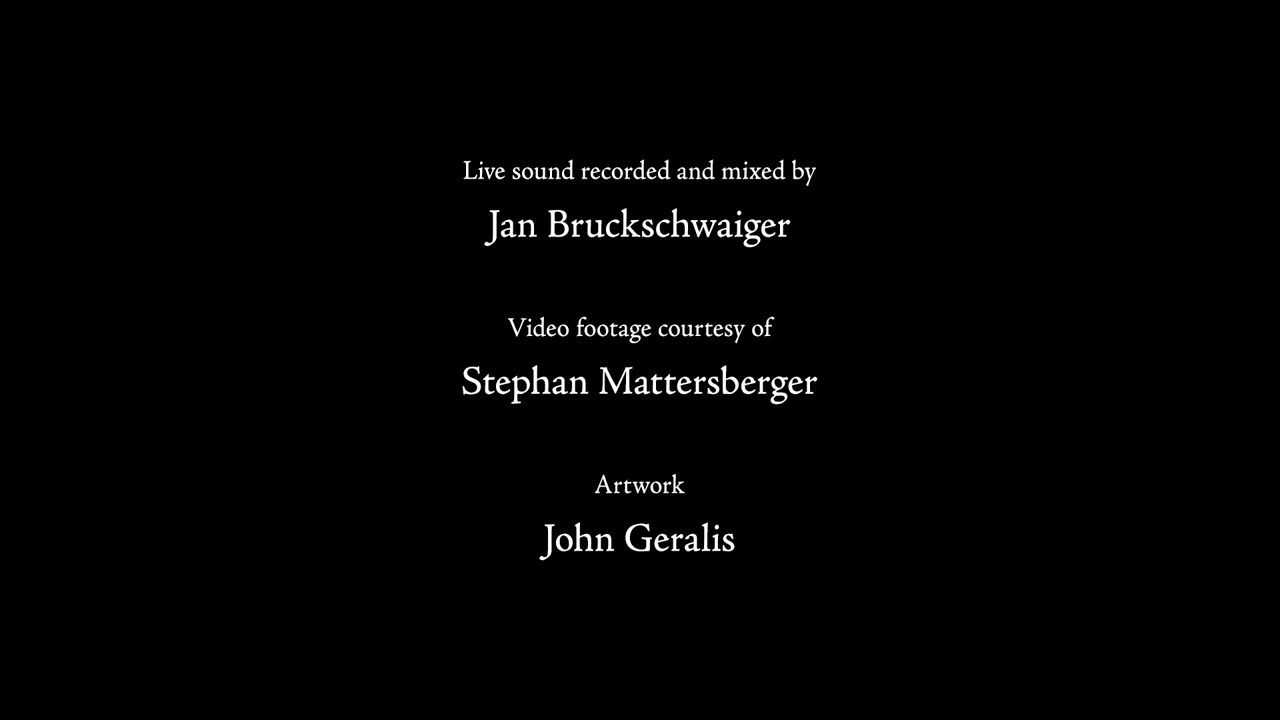 Live sound recorded and mixed by
Jan Bruckschwaiger
Video footage courtesy of
Stephan Mattersberger
Artwork
John Geralis